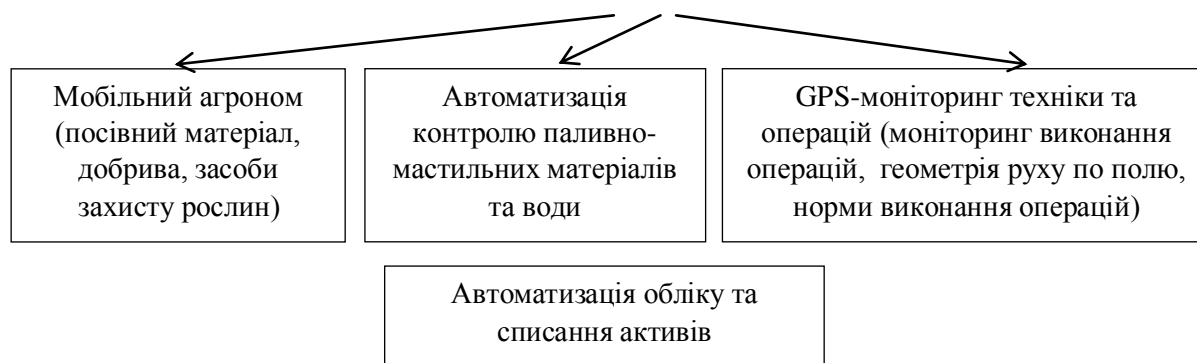 Мобільний агроном
(посівний матеріал,
добрива, засоби
захисту рослин)
Автоматизація
контролю паливно-
мастильних матеріалів
та води
GPS-моніторинг техніки та
операцій (моніторинг виконання
операцій, геометрія руху по полю,
норми виконання операцій)
Автоматизація обліку та
списання активів